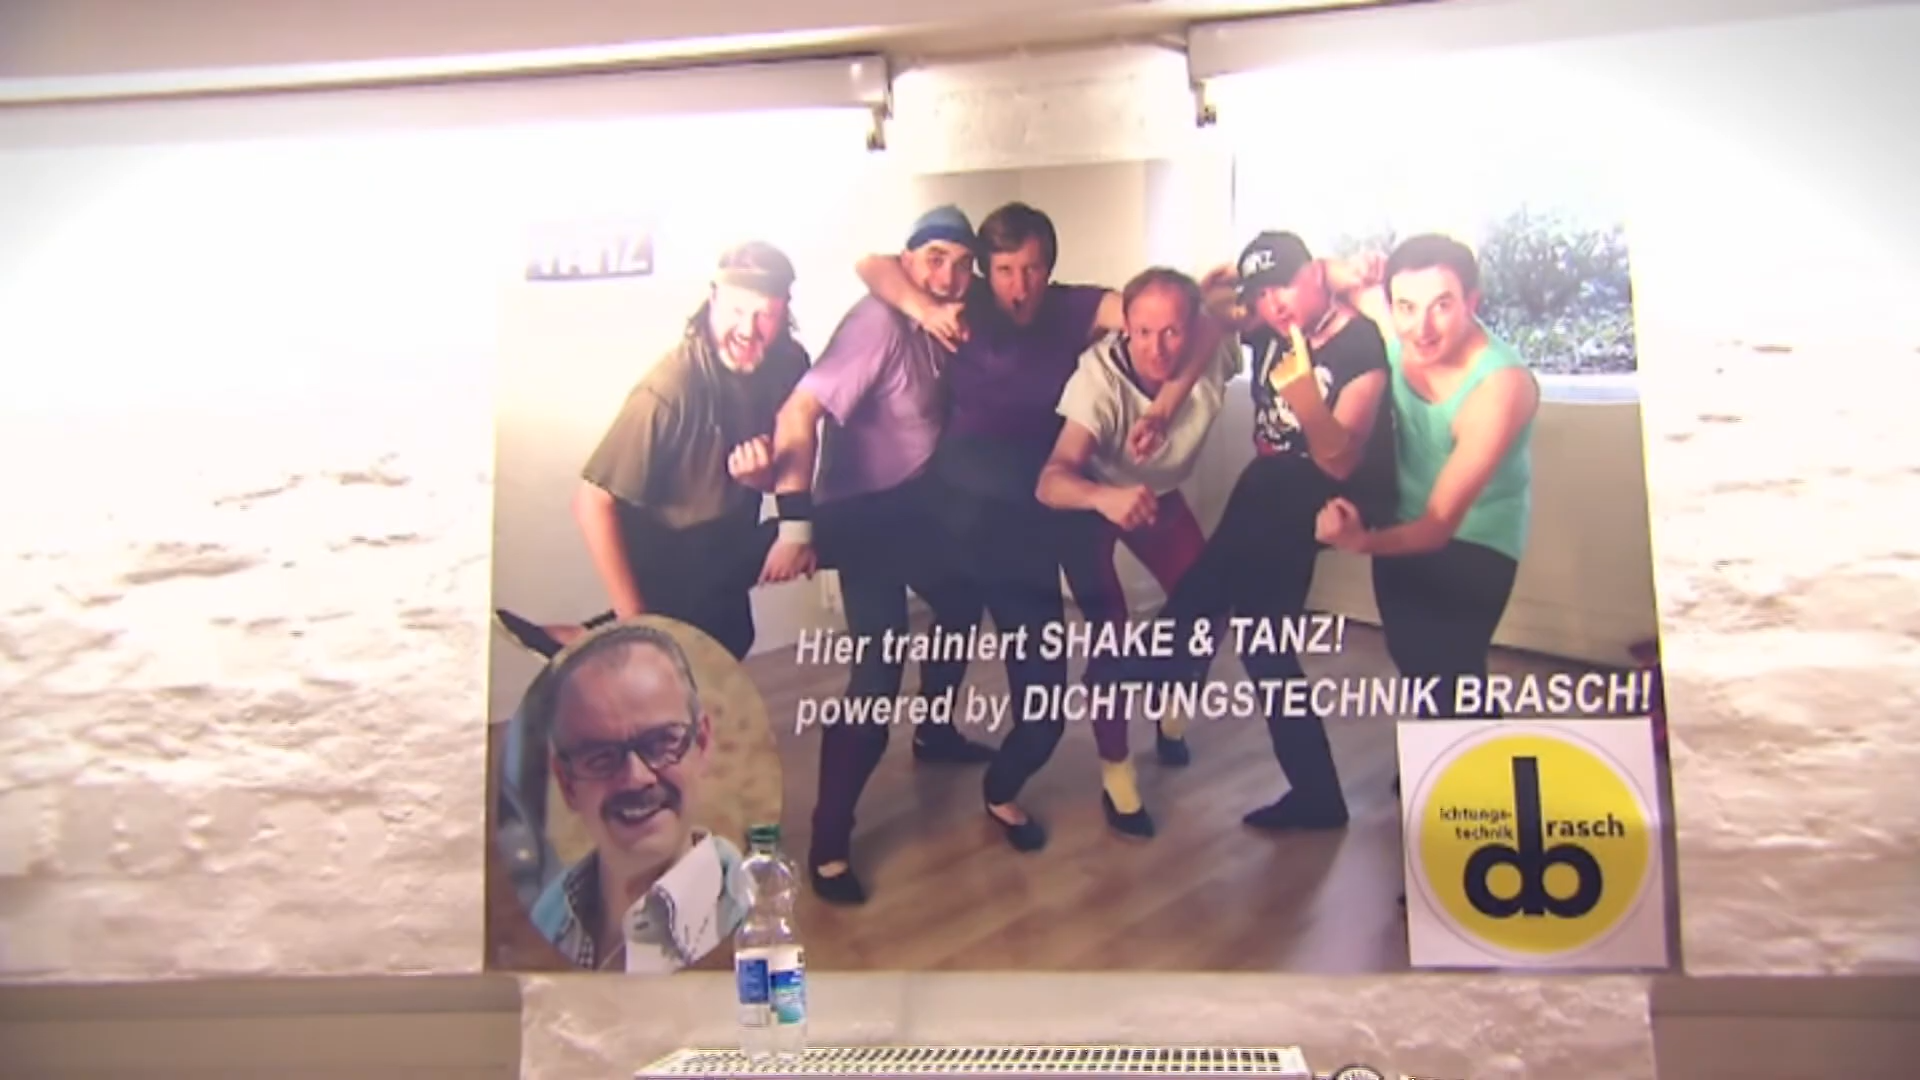 TANZ
Hier trainiert SHAKE & TANZ!
powered by DICHTUNGSTECHNIK BRASCH!
ichtungs-
technik
rasch
db